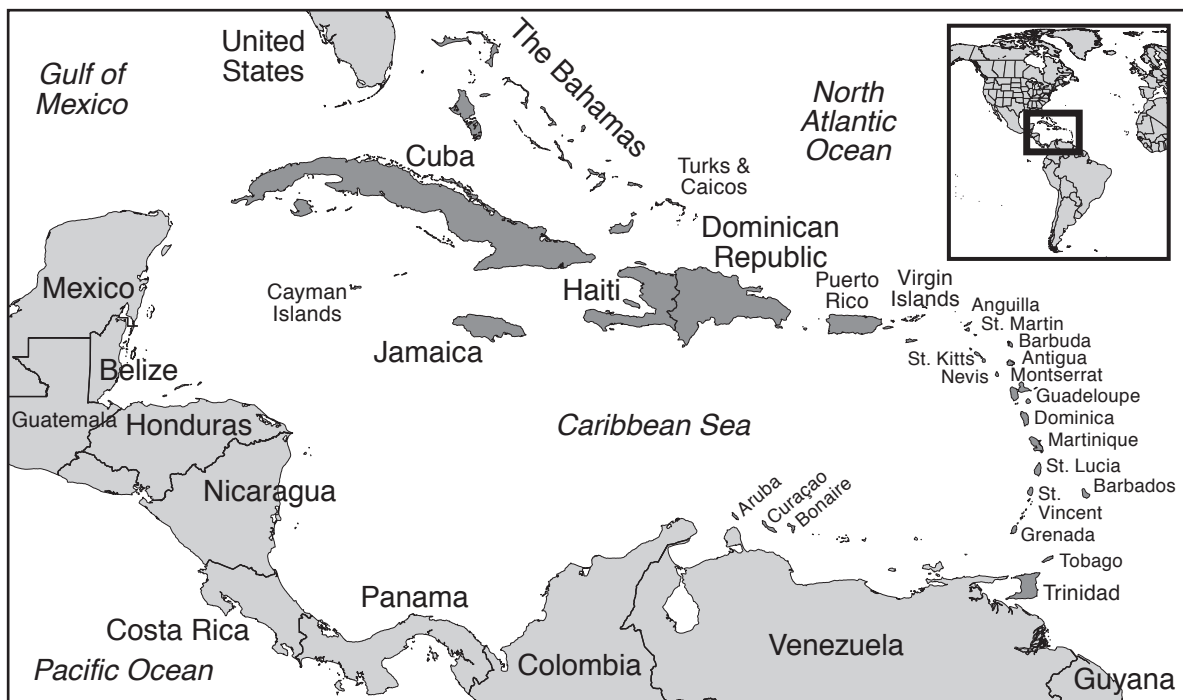 United
States
Gulf of
Mexico
The Bahamas
North
Atlantic
Ocean
Cuba
Turks &
Caicos
Dominican
Republic
Mexico
Cayman
Islands
Haiti
Puerto
Rico
Virgin
Islands
Anguilla
St. Martin
Jamaica
Barbuda
St. Kitts
Antigua
Belize
Nevis
Montserrat
Guadeloupe
Guatemala
Honduras
Caribbean Sea
Dominica
Martinique
Nicaragua
St. Lucia
Aruba
Curaçao
Bonaire
St.
Vincent
Barbados
Grenada
Tobago
Trinidad
Panama
Costa Rica
Venezuela
Pacific Ocean
Colombia
Guyana